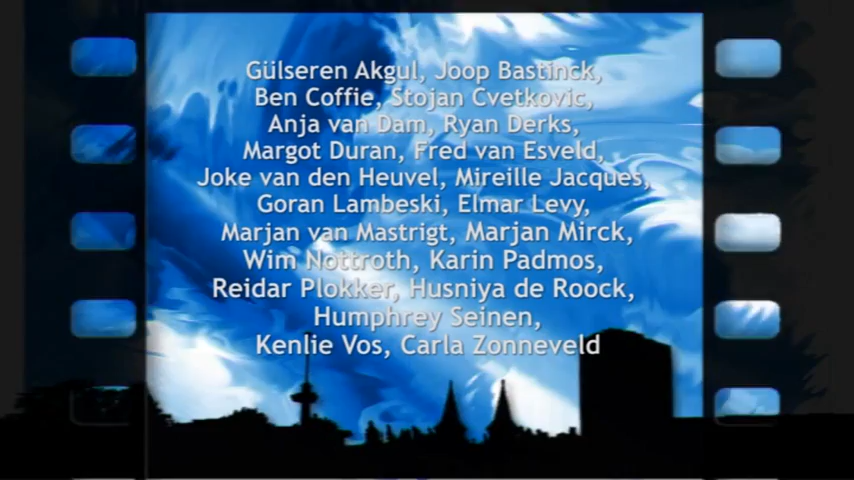 Gülseren Akgul, Joop Bastinck,
Ben Coffie, Stojan Cvetkovic,
Anja van Dam, Ryan Derks,
Margot Duran, Fred van Esveld,
Joke van den Heuvel, Mireille Jacques,
Goran Lambeski, Elmar Levy,
Marjan van Mastrigt, Marjan Mirck,
Wim Nottroth, Karin Padmos,
Reidar Plokker, Husniya de Roock,
Humphrey Seinen,
Kenlie Vos, Carla Zonneveld